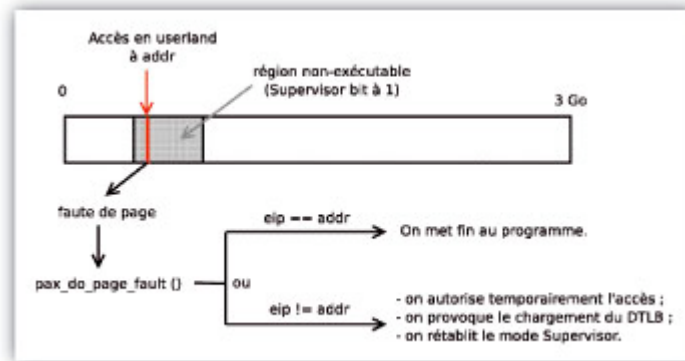 Accès en userland
à addr
région non-exécutable
(Supervisor bit à 1)
0
3 Go
faute de page
eip == addr
On met fin au programme.
pax_do_page_fault ()
ou
eip != addr
- on autorise temporairement l'accès ;
- on provoque le chargement du DTLB ;
- on rétablit le mode Supervisor.